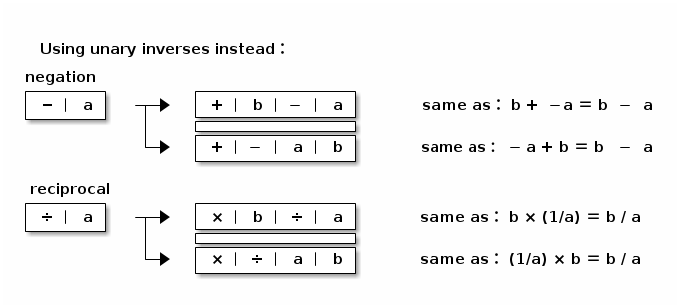 Using unary inverses instead :
negation
− | a
+ | b | − | a
same as : b + −a = b − a
+ | − | a | b
same as : − a + b = b − a
reciprocal
÷ | a
× | b | ÷ | a
same as : b × (1/a) = b / a
× | ÷ | a | b
same as : (1/a) × b = b / a